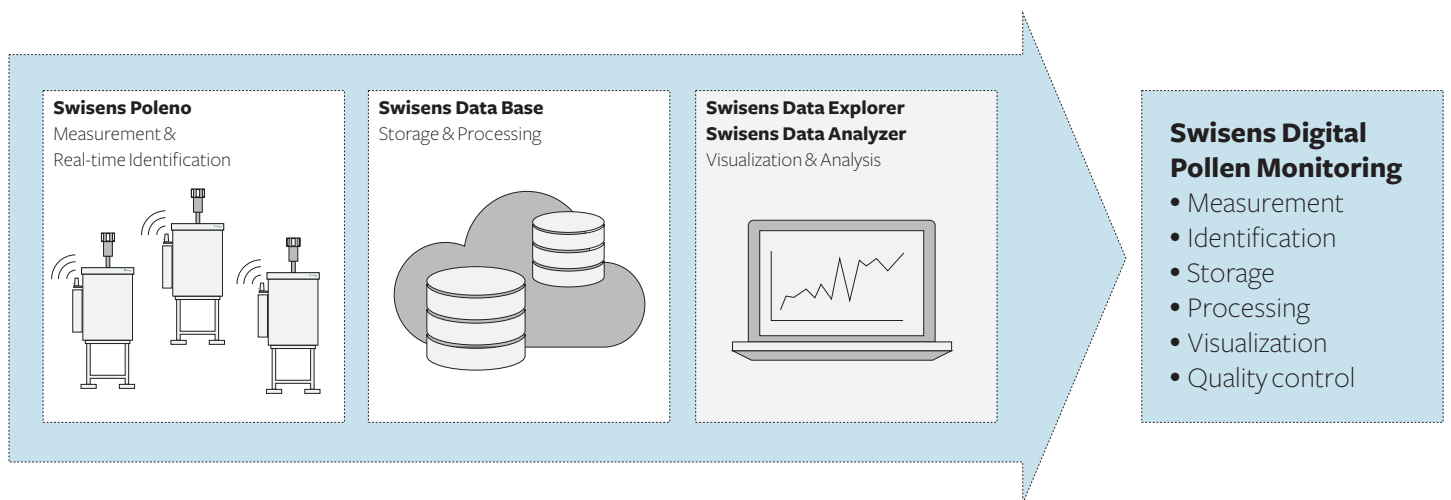 Swisens Poleno
Measurement &
Real-time Identification
Swisens Data Base
Storage & Processing
Swisens Data Explorer
Swisens Data Analyzer
Visualization & Analysis
Swisens Digital
Pollen Monitoring
• Measurement
• Identification
• Storage
• Processing
• Visualization
• Quality control